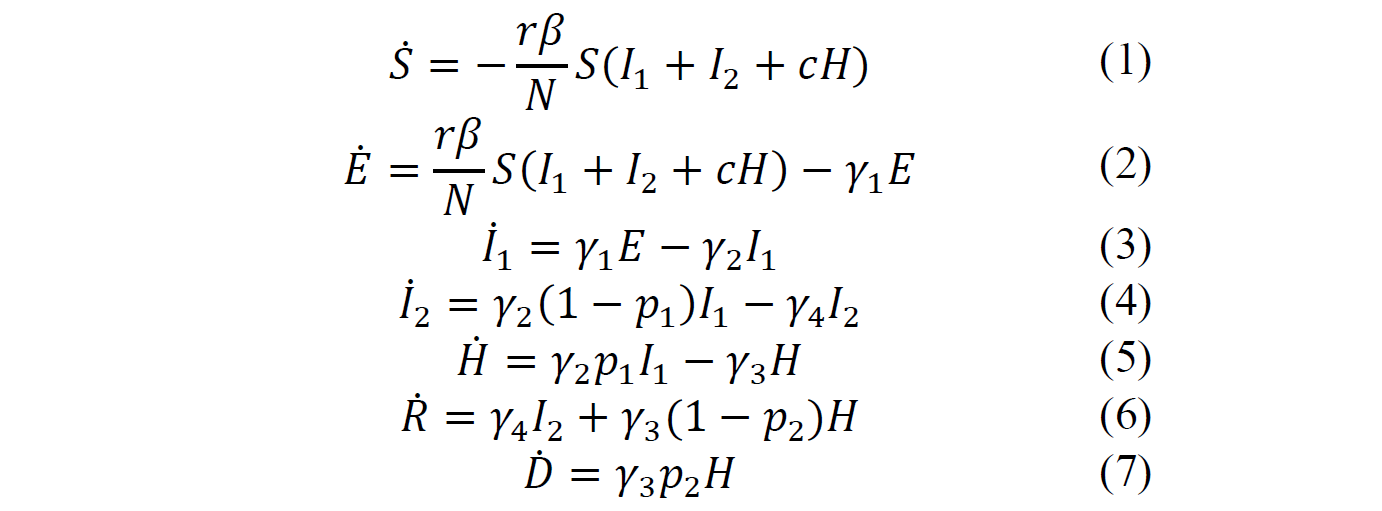 Ṡ = −rβ/N S(I₁ + I₂ + cH) (1)
Ė = rβ/N S(I₁ + I₂ + cH) − γ₁E (2)
İ₁ = γ₁E − γ₂I₁ (3)
İ₂ = γ₂(1 − p₁)I₁ − γ₄I₂ (4)
Ḣ = γ₂p₁I₁ − γ₃H (5)
Ṙ = γ₄I₂ + γ₃(1 − p₂)H (6)
Ḋ = γ₃p₂H (7)